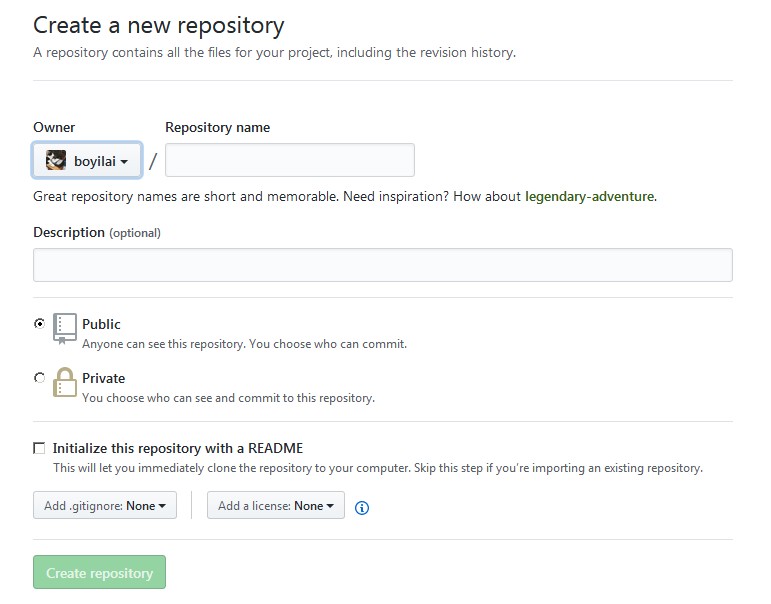 Create a new repository
A repository contains all the files for your project, including the revision history.
Owner
Repository name
boyilai
/
Great repository names are short and memorable. Need inspiration? How about legendary-adventure.
Description (optional)
Public
Anyone can see this repository. You choose who can commit.
Private
You choose who can see and commit to this repository.
Initialize this repository with a README
This will let you immediately clone the repository to your computer. Skip this step if you're importing an existing repository.
Add .gitignore: None
Add a license: None
Create repository